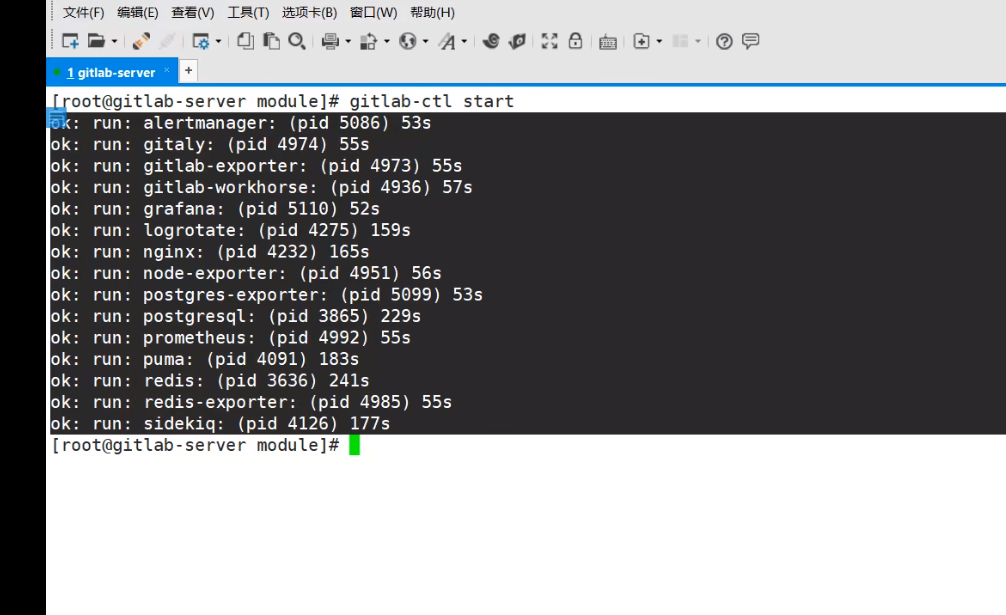 文件(F) 编辑(E) 查看(V) 工具(T) 选项卡(B) 窗口(W) 帮助(H)
1 gitlab-server × +
[root@gitlab-server module]# gitlab-ctl start
ok: run: alertmanager: (pid 5086) 53s
ok: run: gitaly: (pid 4974) 55s
ok: run: gitlab-exporter: (pid 4973) 55s
ok: run: gitlab-workhorse: (pid 4936) 57s
ok: run: grafana: (pid 5110) 52s
ok: run: logrotate: (pid 4275) 159s
ok: run: nginx: (pid 4232) 165s
ok: run: node-exporter: (pid 4951) 56s
ok: run: postgres-exporter: (pid 5099) 53s
ok: run: postgresql: (pid 3865) 229s
ok: run: prometheus: (pid 4992) 55s
ok: run: puma: (pid 4091) 183s
ok: run: redis: (pid 3636) 241s
ok: run: redis-exporter: (pid 4985) 55s
ok: run: sidekiq: (pid 4126) 177s
[root@gitlab-server module]#